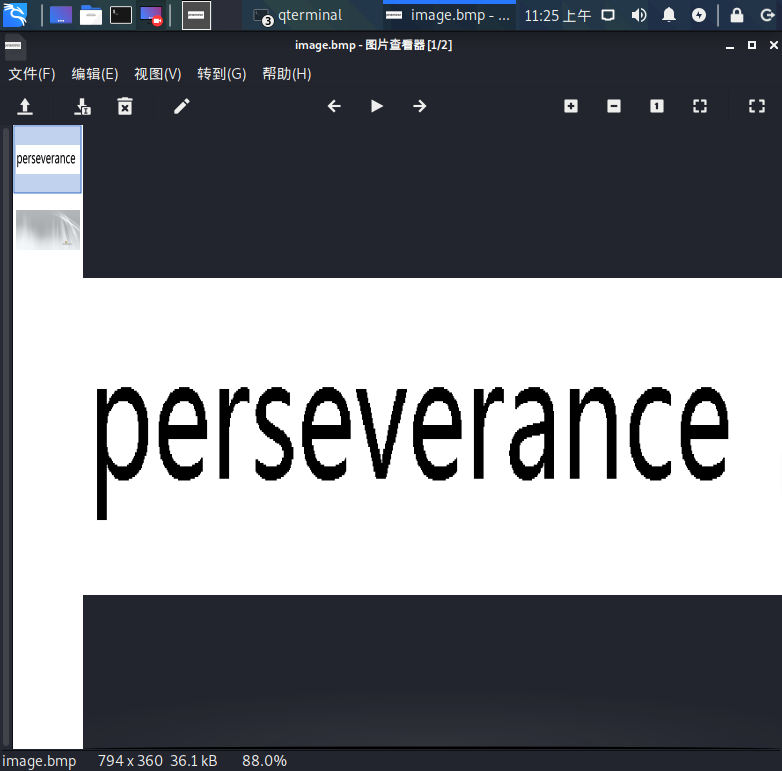 3 qterminal
image.bmp - ...
11:25 上午
image.bmp - 图片查看器 [1/2]
文件(F) 编辑(E) 视图(V) 转到(G) 帮助(H)
1
perseverance
perseverance
image.bmp 794 x 360 36.1 kB 88.0%